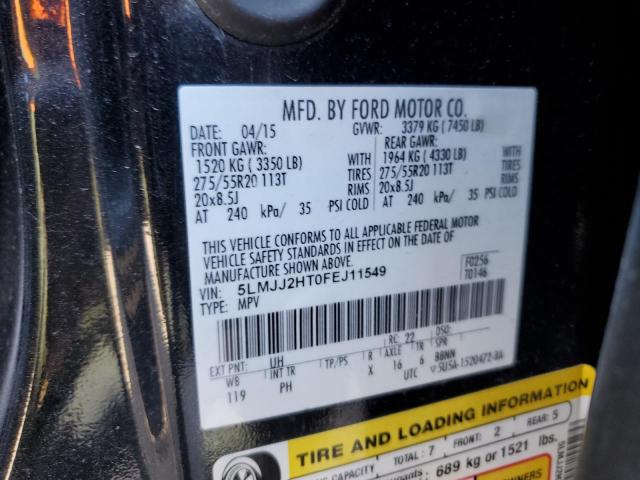 MFD. BY FORD MOTOR CO.
DATE: 04/15 GVWR: 3379 KG (7450 LB)
FRONT GAWR: REAR GAWR:
1520 KG ( 3350 LB) WITH 1964 KG ( 4330 LB) WITH
275/55R20 113T TIRES 275/55R20 113T TIRES
20x8.5J RIMS 20x8.5J RIMS
AT 240 kPa/ 35 PSI COLD AT 240 kPa/ 35 PSI COLD
THIS VEHICLE CONFORMS TO ALL APPLICABLE FEDERAL MOTOR
VEHICLE SAFETY STANDARDS IN EFFECT ON THE DATE OF
MANUFACTURE SHOWN ABOVE.
VIN: 5LMJJ2HT0FEJ11549 F0256
TYPE: MPV T0146
EXT PNT: UH RC: 22 DSO:
WB INT TR TP/PS R AXLE TR SPR
119 PH X 16 6 BBNN
UTC 5U5A-1520472-BA
TIRE AND LOADING INFORMATION
CAPACITY TOTAL: 7 FRONT: 2 REAR: 5
689 kg or 1521 lbs.
OWNERS